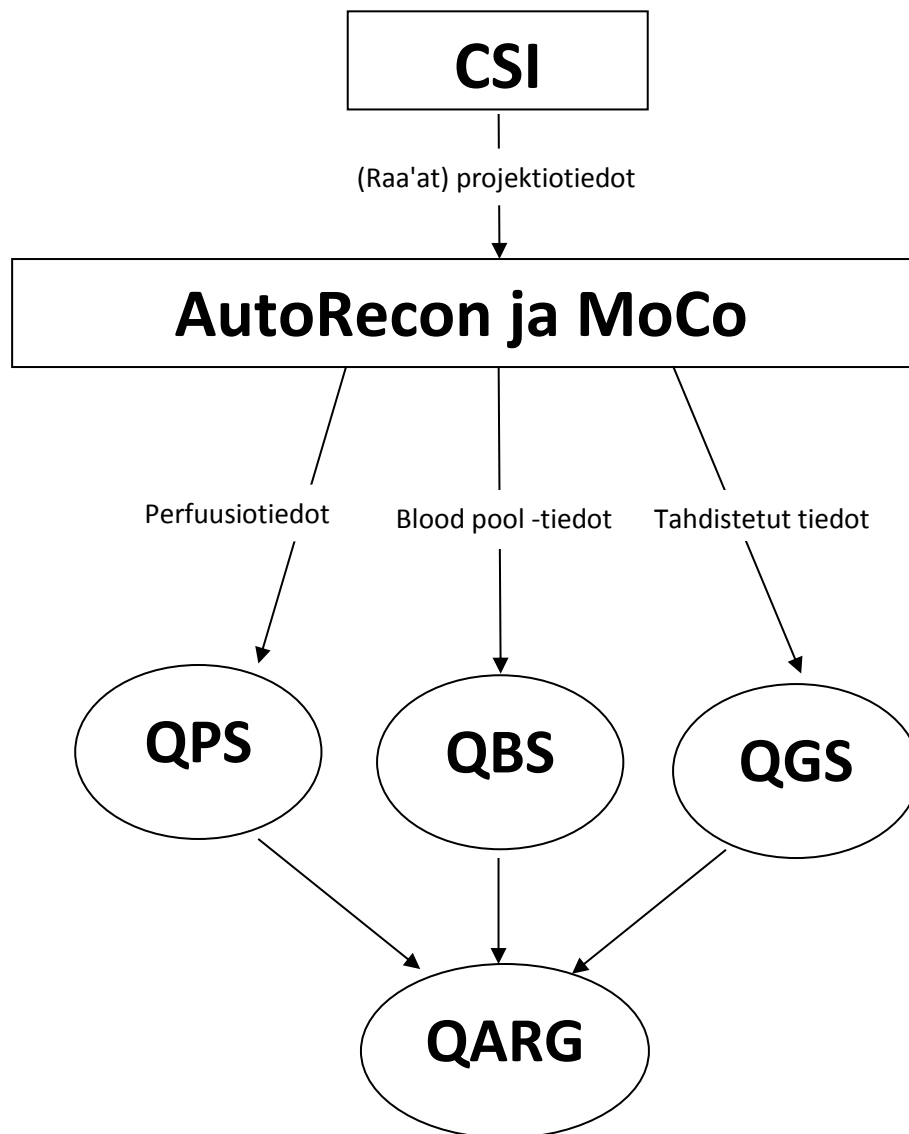 CSI
(Raa'at) projektiotiedot
AutoRecon ja MoCo
Perfuusiotiedot
Blood pool -tiedot
Tahdistetut tiedot
QPS
QBS
QGS
QARG